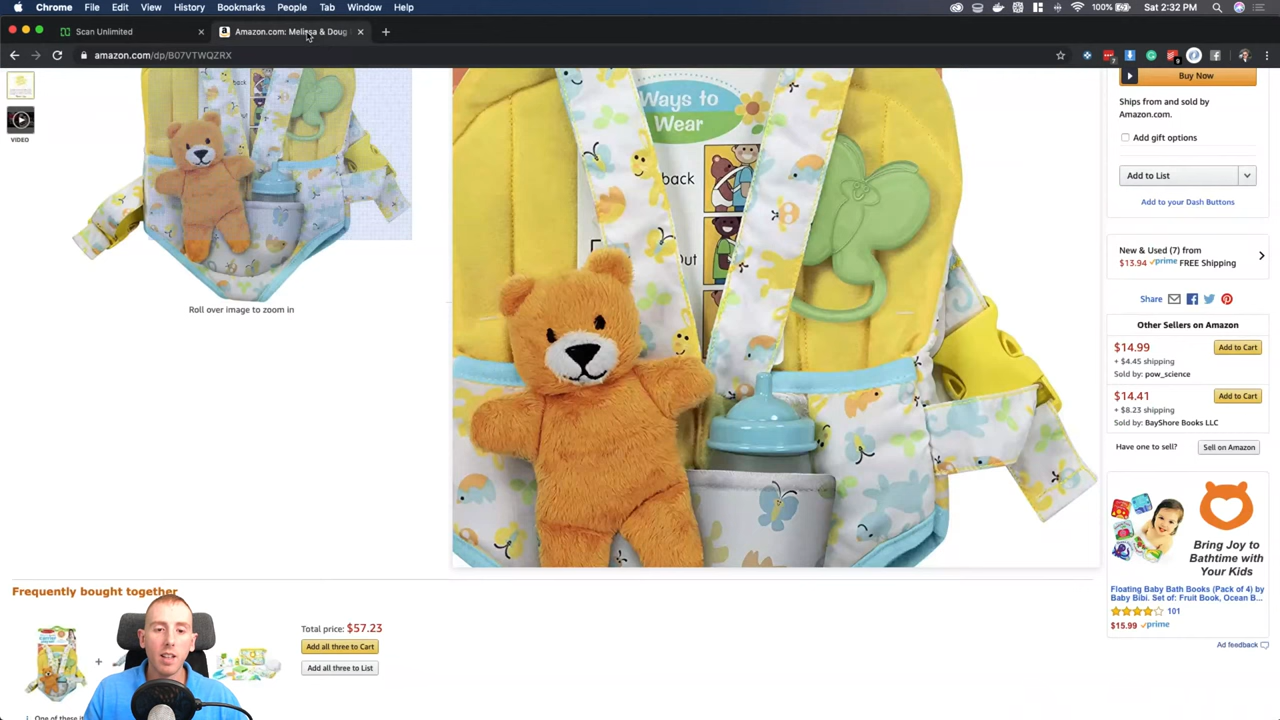 Chrome File Edit View History Bookmarks People Tab Window Help
100% Sat 2:32 PM
Scan Unlimited
Amazon.com: Melissa & Doug
amazon.com/dp/B07VTWQZRX
VIDEO
Roll over image to zoom in
Ways to
Wear
back
Buy Now
Ships from and sold by
Amazon.com.
Add gift options
Add to List
Add to your Dash Buttons
New & Used (7) from
$13.94 prime FREE Shipping
Share
Other Sellers on Amazon
$14.99 Add to Cart
+ $4.45 shipping
Sold by: pow_science
$14.41 Add to Cart
+ $8.23 shipping
Sold by: BayShore Books LLC
Have one to sell? Sell on Amazon
Bring Joy to
Bathtime with
Your Kids
Floating Baby Bath Books (Pack of 4) by
Baby Bibi. Set of: Fruit Book, Ocean B...
101
$15.99 prime
Ad feedback
Frequently bought together
+
Total price: $57.23
Add all three to Cart
Add all three to List
One of these it